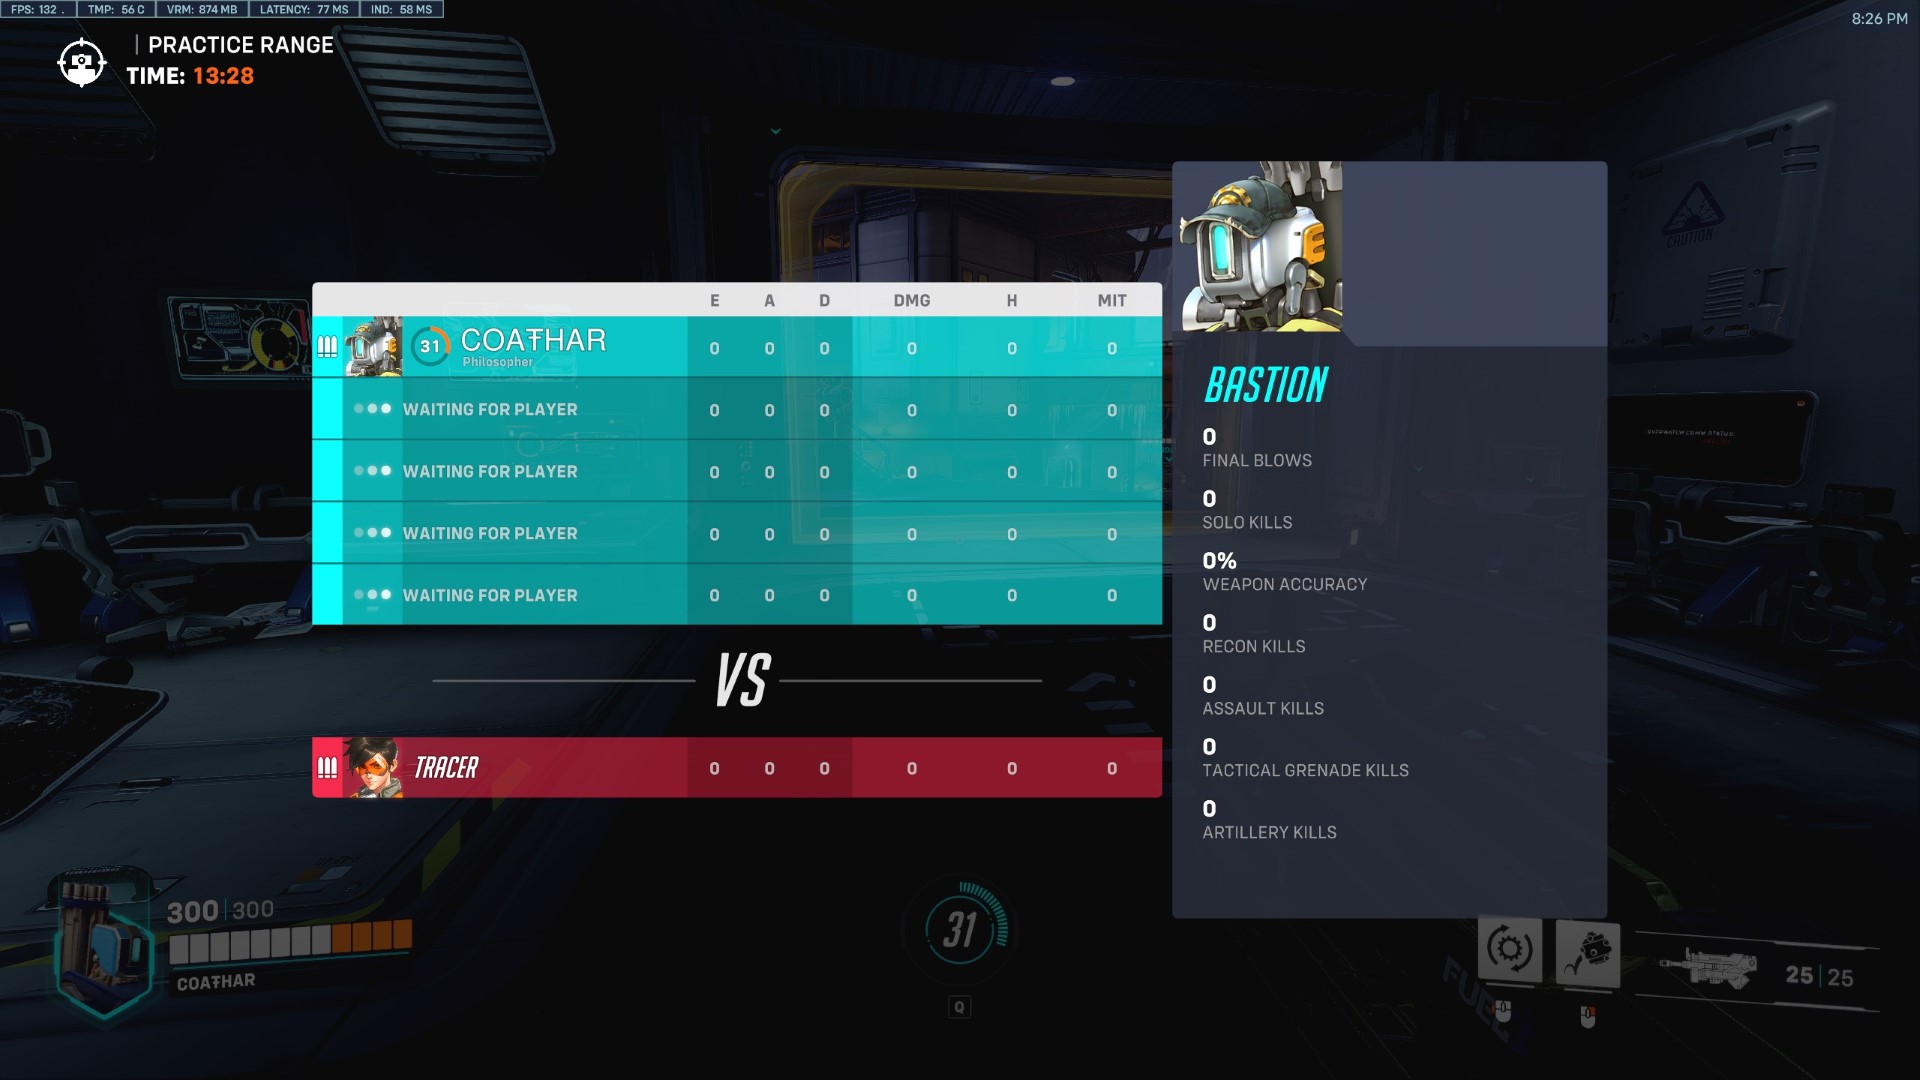 FPS: 132 . TMP: 56 C VRM: 874 MB LATENCY: 77 MS IND: 58 MS
8:26 PM
| PRACTICE RANGE
TIME: 13:28
CAUTION
E A D DMG H MIT
31 COAŦHAR 0 0 0 0 0 0
Philosopher
WAITING FOR PLAYER 0 0 0 0 0 0
WAITING FOR PLAYER 0 0 0 0 0 0
WAITING FOR PLAYER 0 0 0 0 0 0
WAITING FOR PLAYER 0 0 0 0 0 0
VS
TRACER 0 0 0 0 0 0
BASTION
0
FINAL BLOWS
0
SOLO KILLS
0%
WEAPON ACCURACY
0
RECON KILLS
0
ASSAULT KILLS
0
TACTICAL GRENADE KILLS
0
ARTILLERY KILLS
300 | 300
COAŦHAR
31
Q
FUEL
25 | 25